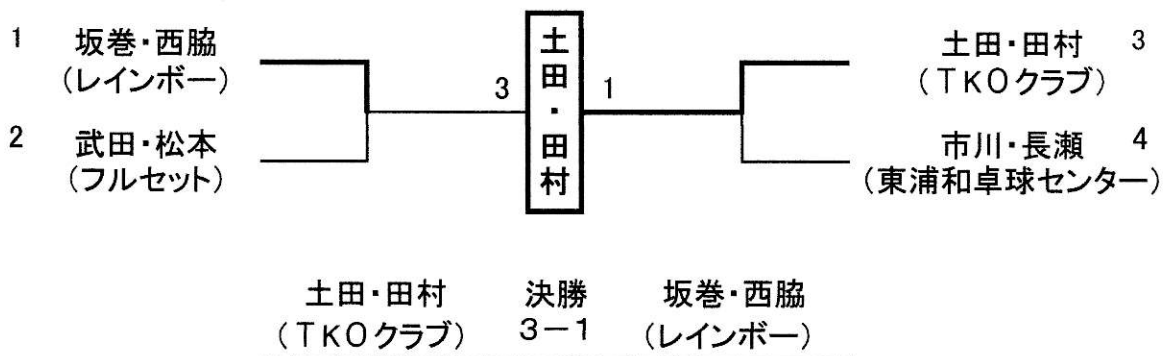 1 坂巻・西脇
(レインボー)
2 武田・松本
(フルセット)
3
土田・田村
1
土田・田村 3
(TKOクラブ)
市川・長瀬 4
(東浦和卓球センター)
土田・田村 決勝 坂巻・西脇
(TKOクラブ) 3-1 (レインボー)